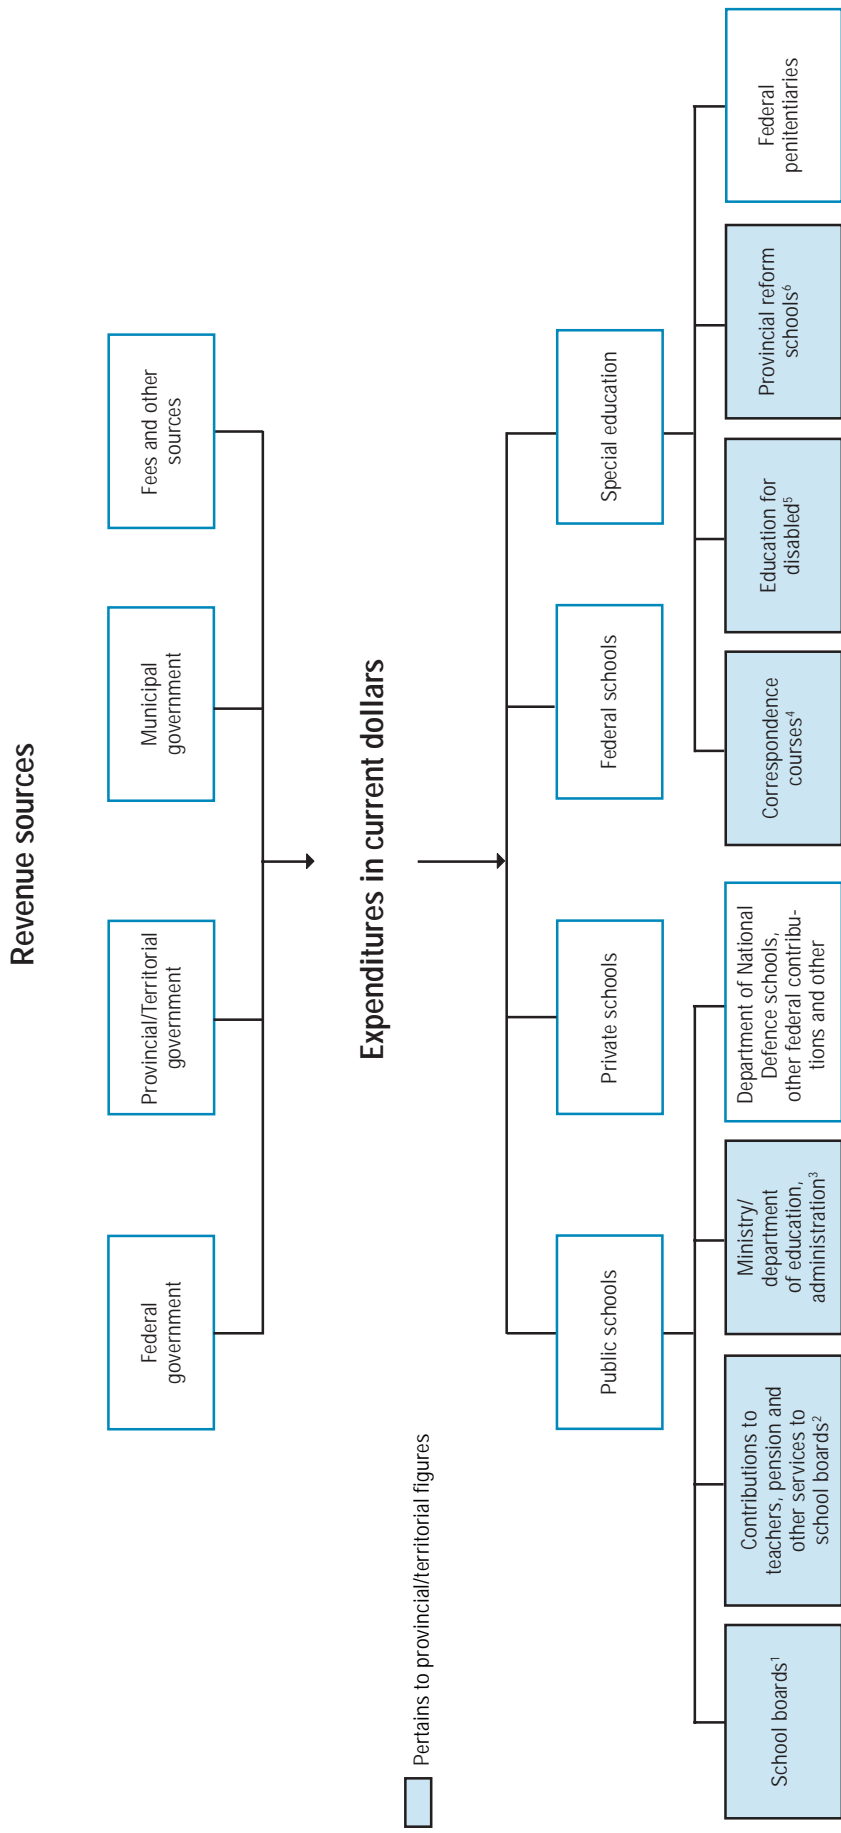 Revenue sources
Federal
government
Provincial/Territorial
government
Municipal
government
Fees and other
sources
Expenditures in current dollars
Pertains to provincial/territorial figures
Public schools
Private schools
Federal schools
Special education
School boards¹
Contributions to
teachers, pension and
other services to
school boards²
Ministry/
department
of education,
administration³
Department of National
Defence schools,
other federal contribu-
tions and other
Correspondence
courses⁴
Education for
disabled⁵
Provincial reform
schools⁶
Federal
penitentiaries